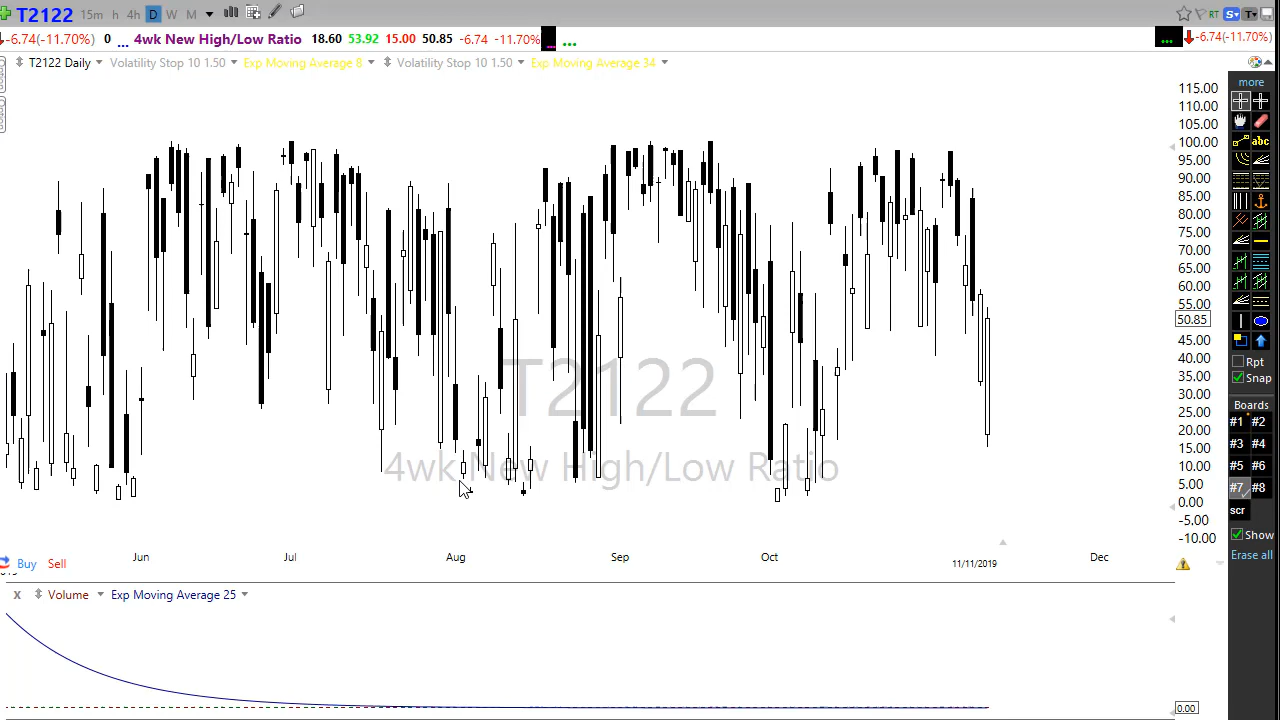 T2122 15m h 4h D W M RT S T
-6.74(-11.70%) 0 ... 4wk New High/Low Ratio 18.60 53.92 15.00 50.85 -6.74 -11.70% ... ... ... -6.74(-11.70%)
T2122 Daily Volatility Stop 10 1.50 Exp Moving Average 8 Volatility Stop 10 1.50 Exp Moving Average 34
more
115.00
110.00
105.00
100.00
95.00
90.00
85.00
80.00
75.00
70.00
65.00
60.00
55.00
50.85
45.00
40.00
35.00
30.00
25.00
20.00
15.00
10.00
5.00
0.00
-5.00
-10.00
abc
Rpt
Snap
Boards
#1 #2
#3 #4
#5 #6
#7 #8
scr
Show
Erase all
T2122
4wk New High/Low Ratio
Jun Jul Aug Sep Oct 11/11/2019 Dec
Buy Sell
x Volume Exp Moving Average 25
0.00